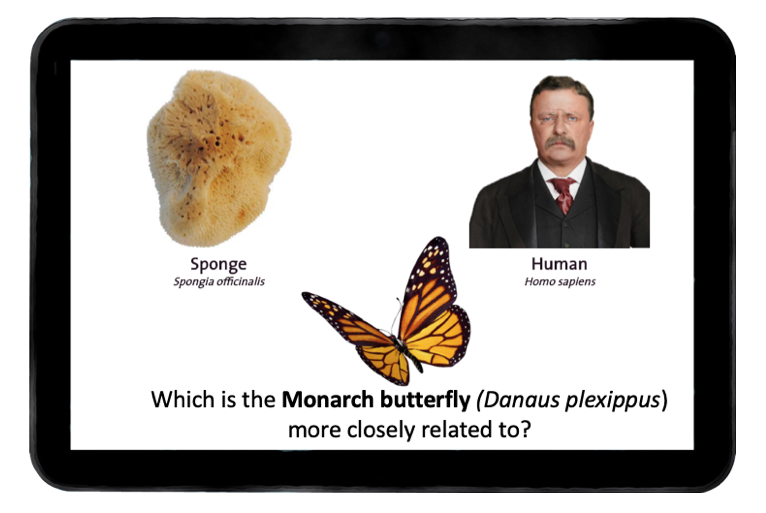 Sponge
Spongia officinalis
Human
Homo sapiens
Which is the Monarch butterfly (Danaus plexippus)
more closely related to?